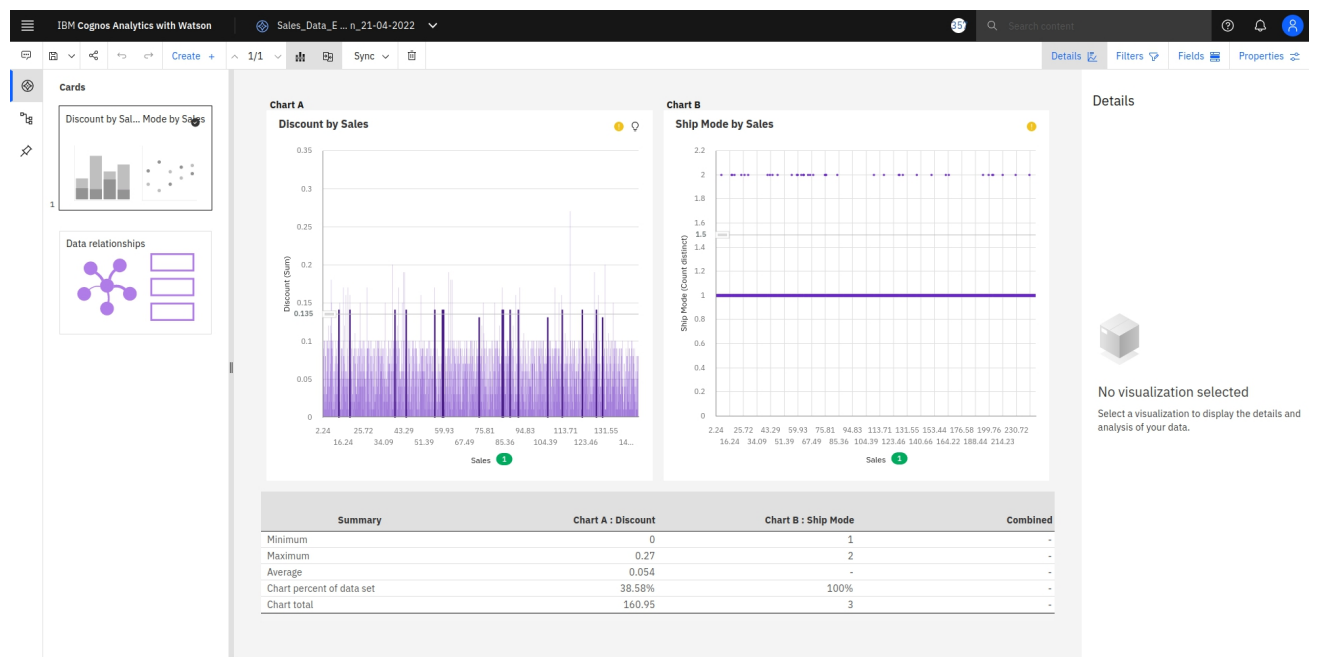 IBM Cognos Analytics with Watson
Sales_Data_E ... n_21-04-2022
35
Search content
Create +
1/1
Sync
Details
Filters
Fields
Properties
Cards
Discount by Sal... Mode by Sales
1
Data relationships
Chart A
Discount by Sales
0.35
0.3
0.25
0.2
0.15
0.135
0.1
0.05
0
Discount (Sum)
2.24 25.72 43.29 59.93 75.81 94.83 113.71 131.55
16.24 34.09 51.39 67.49 85.36 104.39 123.46 14...
Sales 1
Chart B
Ship Mode by Sales
2.2
2
1.8
1.6
1.5
1.4
1.2
1
0.8
0.6
0.4
0.2
0
Ship Mode (Count distinct)
2.24 25.72 43.29 59.93 75.81 94.83 113.71 131.55 153.44 176.58 199.76 230.72
16.24 34.09 51.39 67.49 85.36 104.39 123.46 140.66 164.22 188.44 214.23
Sales 1
Summary Chart A : Discount Chart B : Ship Mode Combined
Minimum 0 1 -
Maximum 0.27 2 -
Average 0.054 - -
Chart percent of data set 38.58% 100% -
Chart total 160.95 3 -
Details
No visualization selected
Select a visualization to display the details and
analysis of your data.